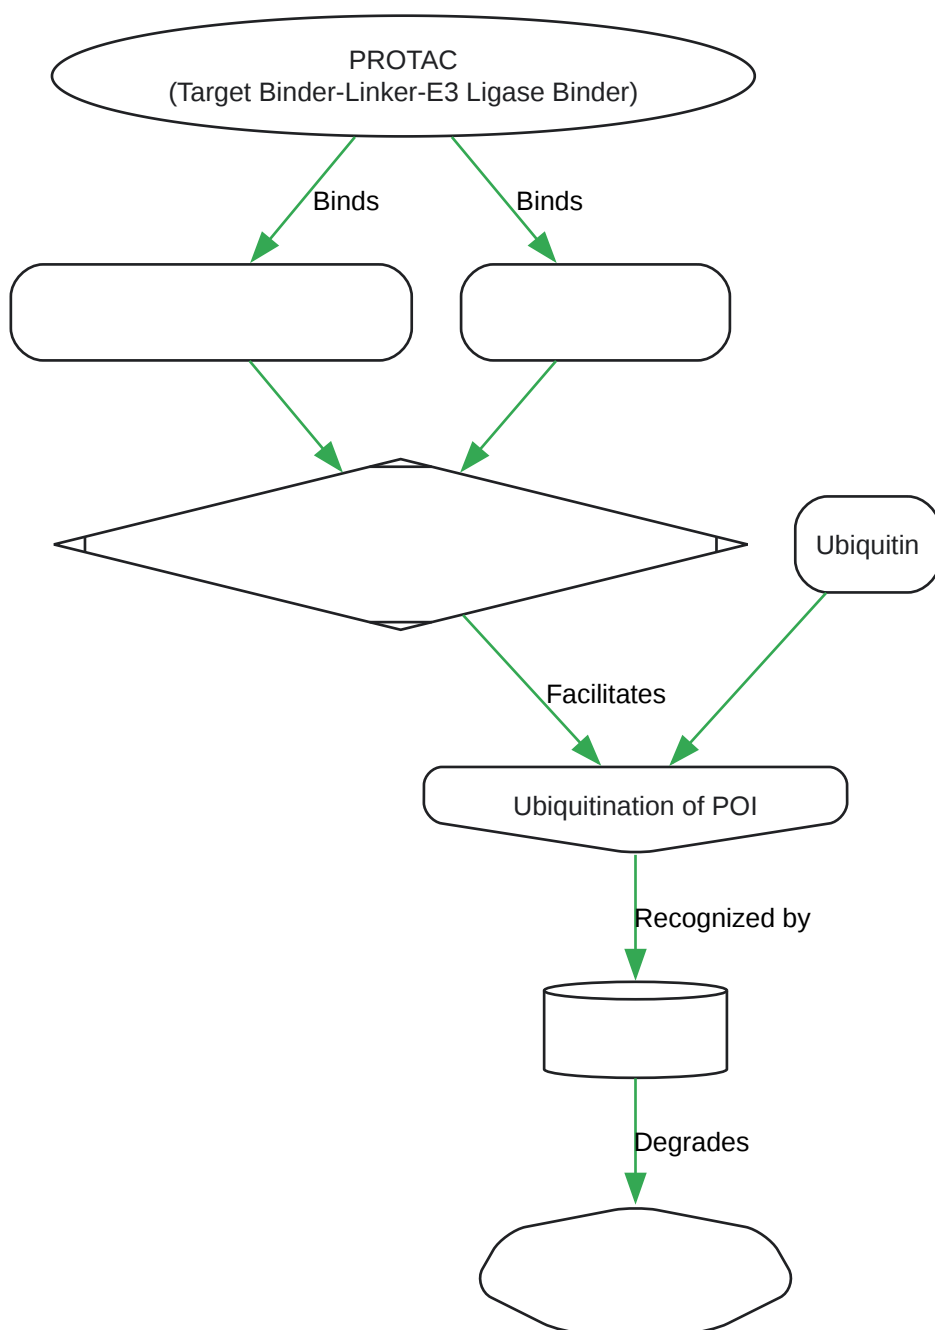 PROTAC
(Target Binder-Linker-E3 Ligase Binder)
Binds
Binds
Ubiquitin
Facilitates
Ubiquitination of POI
Recognized by
Degrades